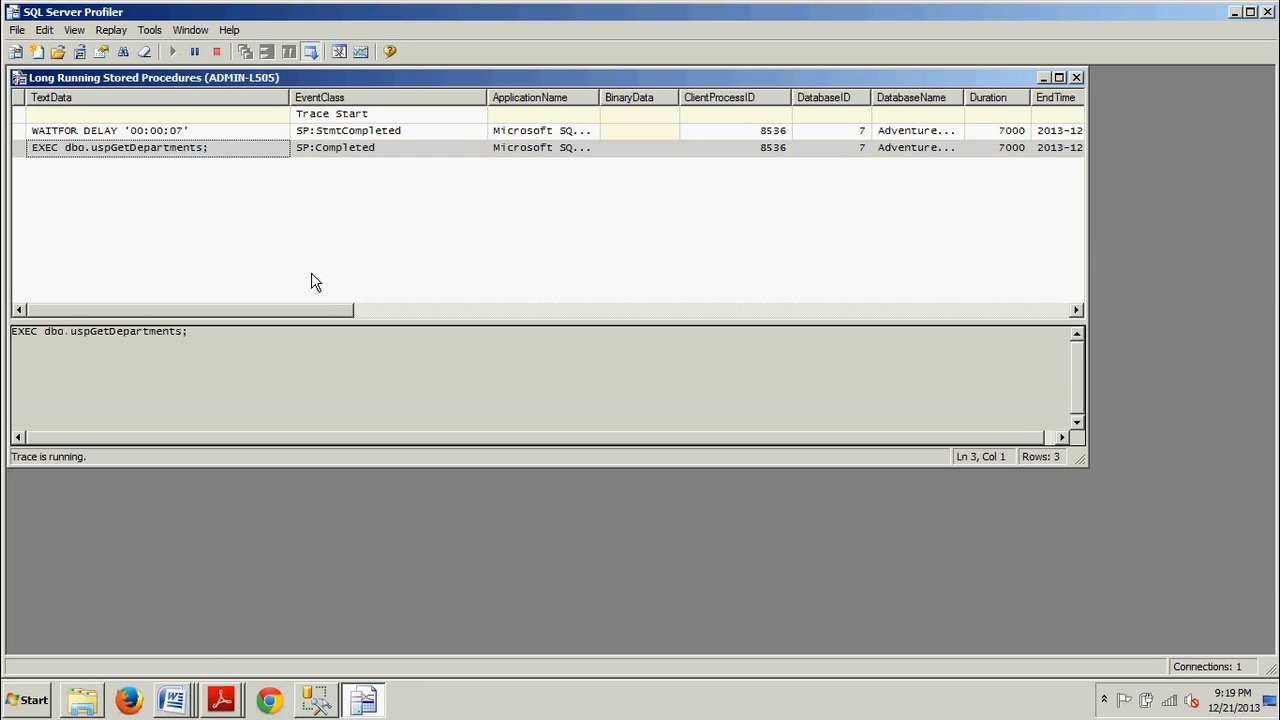 SQL Server Profiler
File Edit View Replay Tools Window Help
Long Running Stored Procedures (ADMIN-L505)
TextData EventClass ApplicationName BinaryData ClientProcessID DatabaseID DatabaseName Duration EndTime
Trace Start
WAITFOR DELAY '00:00:07' SP:StmtCompleted Microsoft SQ... 8536 7 Adventure... 7000 2013-12
EXEC dbo.uspGetDepartments; SP:Completed Microsoft SQ... 8536 7 Adventure... 7000 2013-12
EXEC dbo.uspGetDepartments;
Trace is running. Ln 3, Col 1 Rows: 3
Connections: 1
Start
9:19 PM
12/21/2013